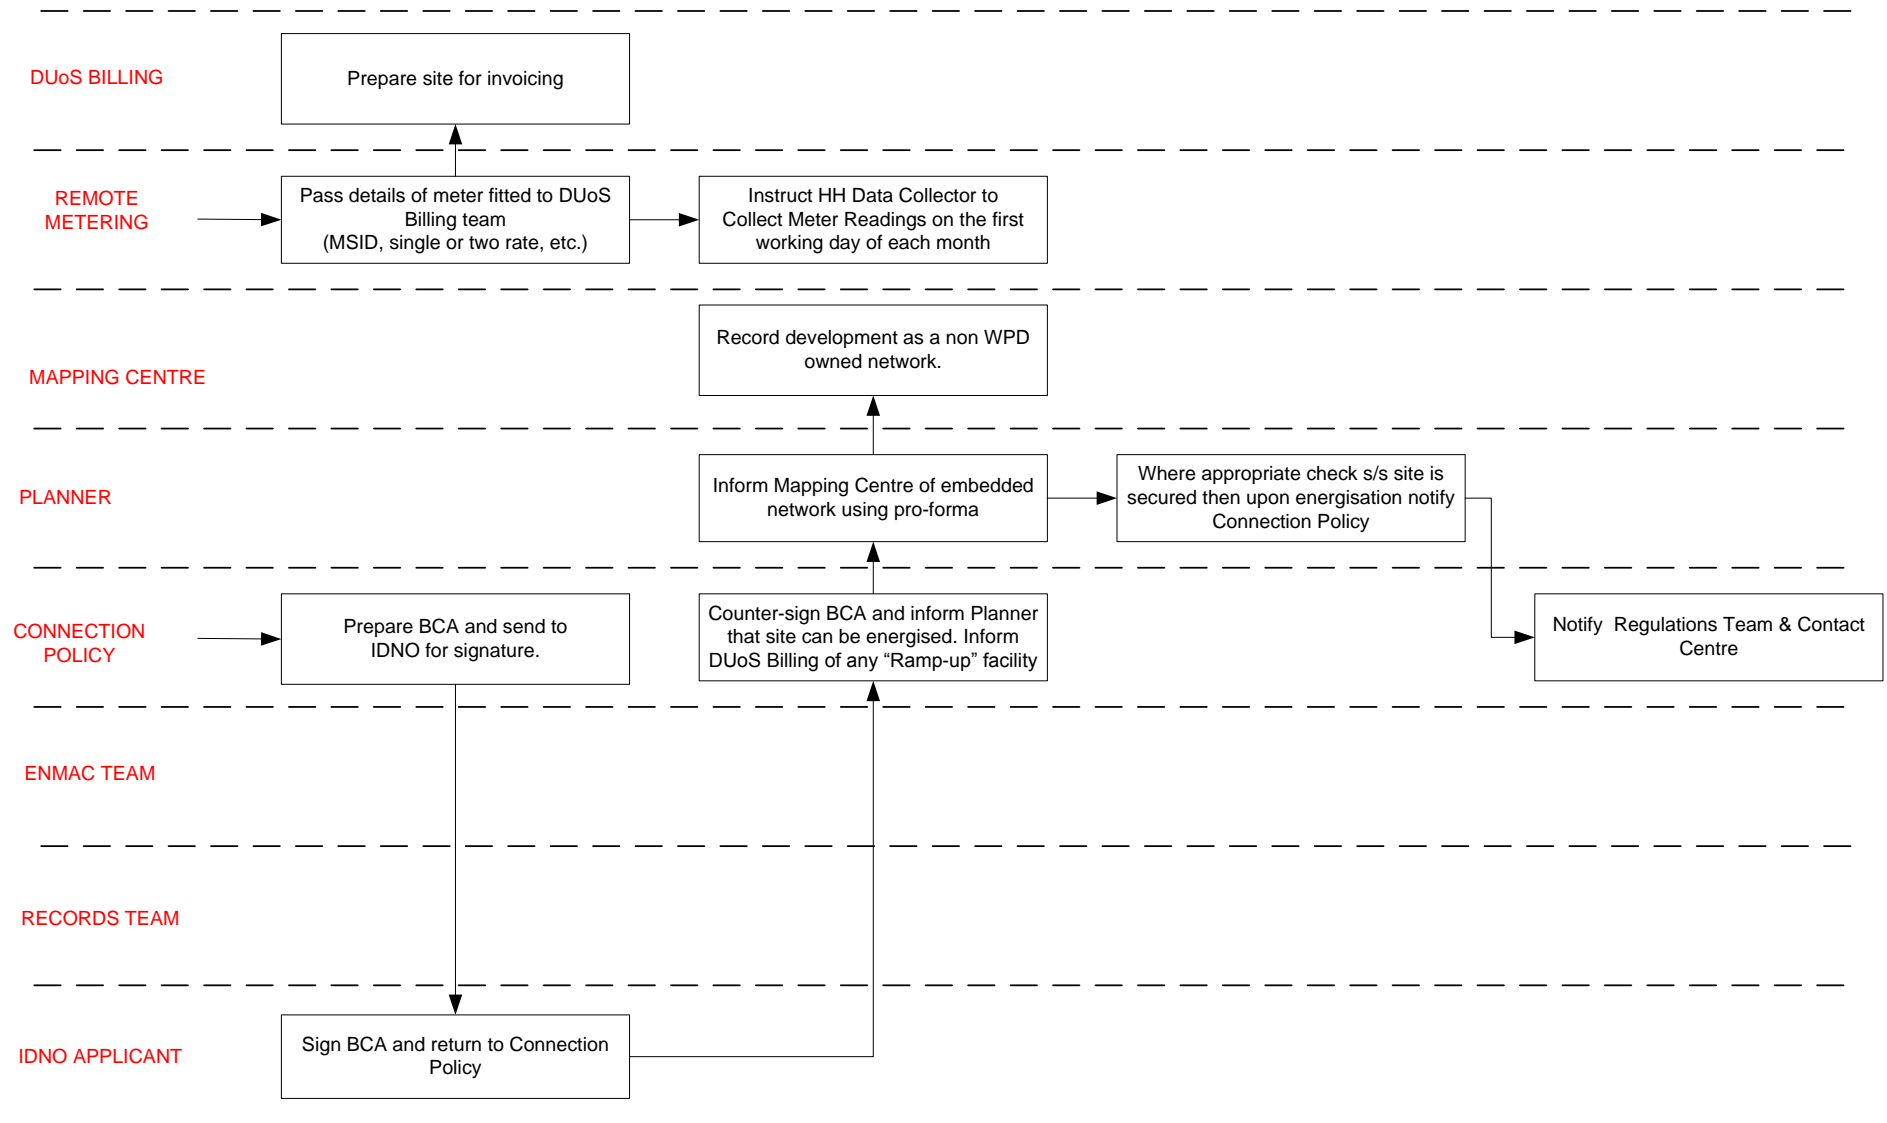 DUoS BILLING
Prepare site for invoicing
REMOTE
METERING
Pass details of meter fitted to DUoS
Billing team
(MSID, single or two rate, etc.)
Instruct HH Data Collector to
Collect Meter Readings on the first
working day of each month
MAPPING CENTRE
Record development as a non WPD
owned network.
PLANNER
Inform Mapping Centre of embedded
network using pro-forma
Where appropriate check s/s site is
secured then upon energisation notify
Connection Policy
CONNECTION
POLICY
Prepare BCA and send to
IDNO for signature.
Counter-sign BCA and inform Planner
that site can be energised. Inform
DUoS Billing of any “Ramp-up” facility
Notify  Regulations Team & Contact
Centre
ENMAC TEAM
RECORDS TEAM
IDNO APPLICANT
Sign BCA and return to Connection
Policy